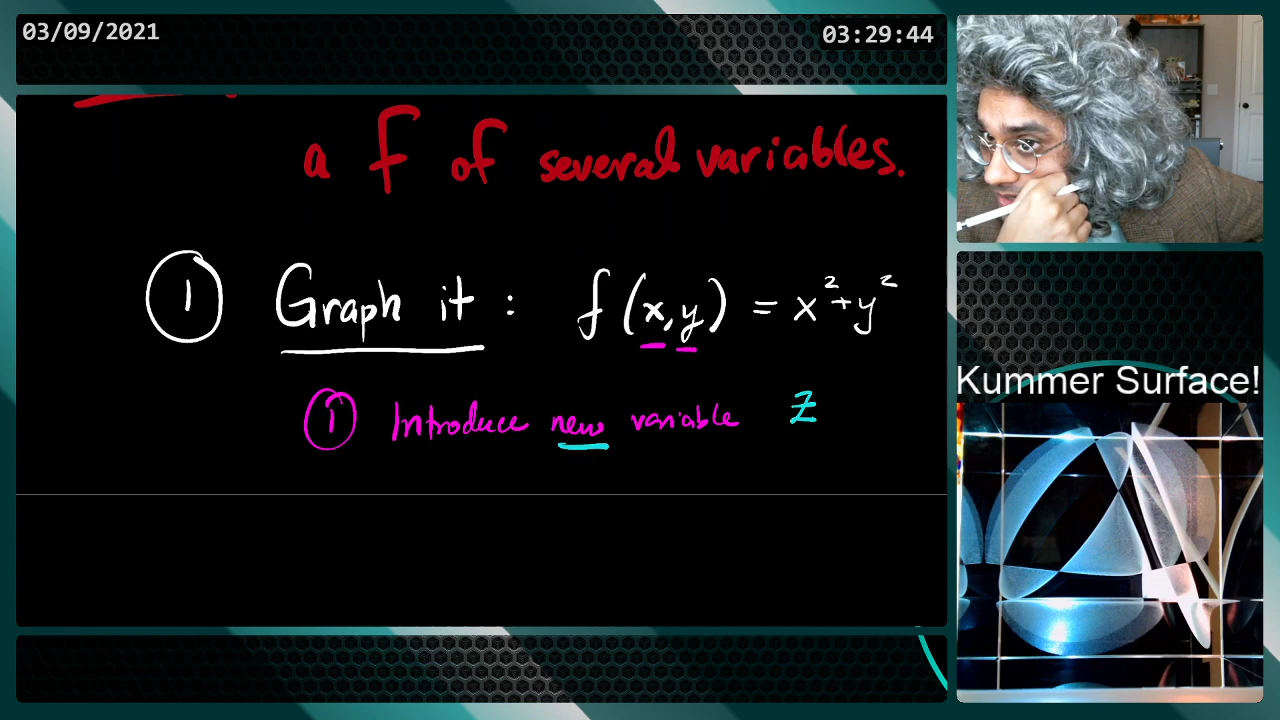 03/09/2021
03:29:44
a f of several variables.
① Graph it : f(x,y) = x²+y²
① Introduce new variable z
Kummer Surface!